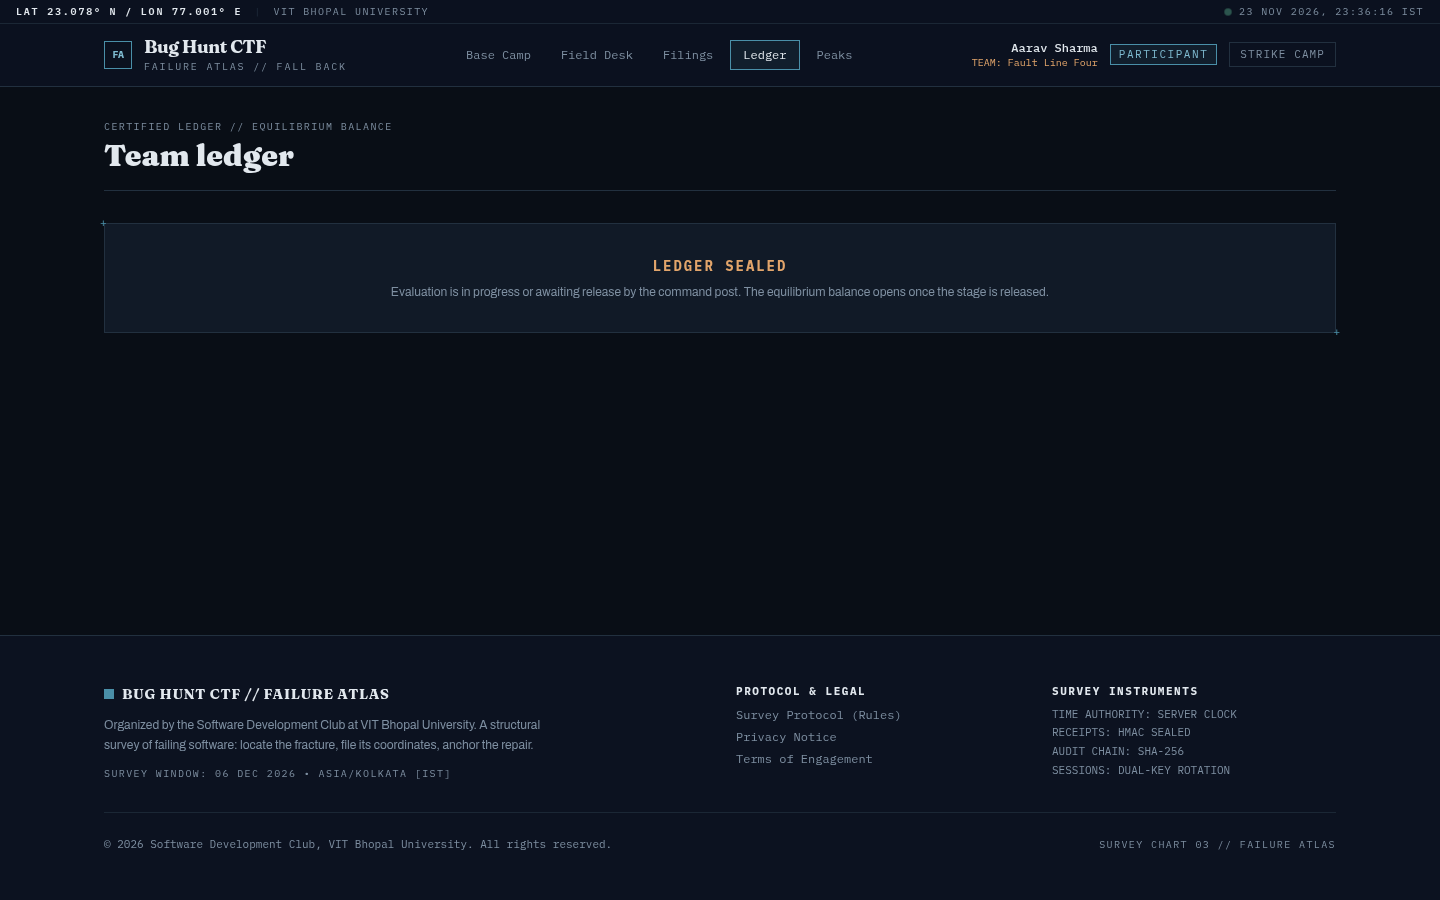 LAT 23.078° N / LON 77.001° E | VIT BHOPAL UNIVERSITY
23 NOV 2026, 23:36:16 IST
FA
Bug Hunt CTF
FAILURE ATLAS // FALL BACK
Base Camp
Field Desk
Filings
Ledger
Peaks
Aarav Sharma
TEAM: Fault Line Four
PARTICIPANT
STRIKE CAMP
CERTIFIED LEDGER // EQUILIBRIUM BALANCE
Team ledger
+
LEDGER SEALED
Evaluation is in progress or awaiting release by the command post. The equilibrium balance opens once the stage is released.
+
BUG HUNT CTF // FAILURE ATLAS
Organized by the Software Development Club at VIT Bhopal University. A structural
survey of failing software: locate the fracture, file its coordinates, anchor the repair.
SURVEY WINDOW: 06 DEC 2026 • ASIA/KOLKATA [IST]
PROTOCOL & LEGAL
Survey Protocol (Rules)
Privacy Notice
Terms of Engagement
SURVEY INSTRUMENTS
TIME AUTHORITY: SERVER CLOCK
RECEIPTS: HMAC SEALED
AUDIT CHAIN: SHA-256
SESSIONS: DUAL-KEY ROTATION
© 2026 Software Development Club, VIT Bhopal University. All rights reserved.
SURVEY CHART 03 // FAILURE ATLAS